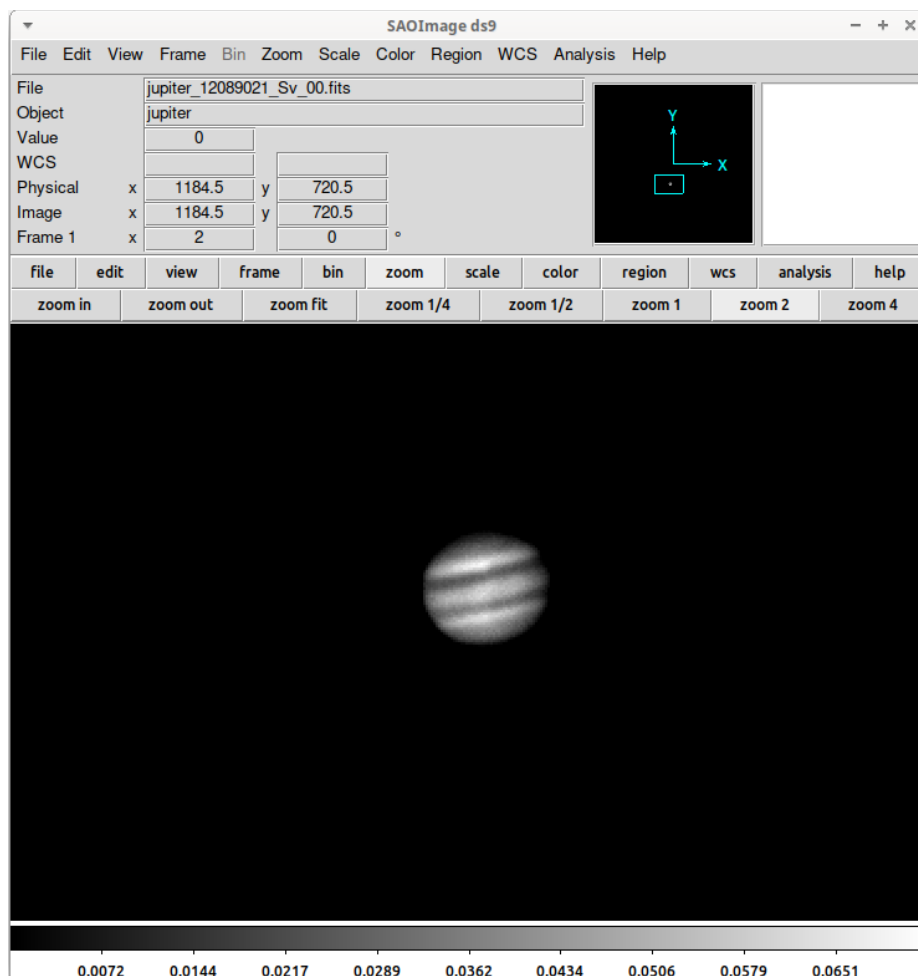 SAOImage ds9
File Edit View Frame Bin Zoom Scale Color Region WCS Analysis Help
File jupiter_12089021_Sv_00.fits
Object jupiter
Value 0
WCS
Physical x 1184.5 y 720.5
Image x 1184.5 y 720.5
Frame 1 x 2 0 °
Y
X
file edit view frame bin zoom scale color region wcs analysis help
zoom in zoom out zoom fit zoom 1/4 zoom 1/2 zoom 1 zoom 2 zoom 4
0.0072 0.0144 0.0217 0.0289 0.0362 0.0434 0.0506 0.0579 0.0651